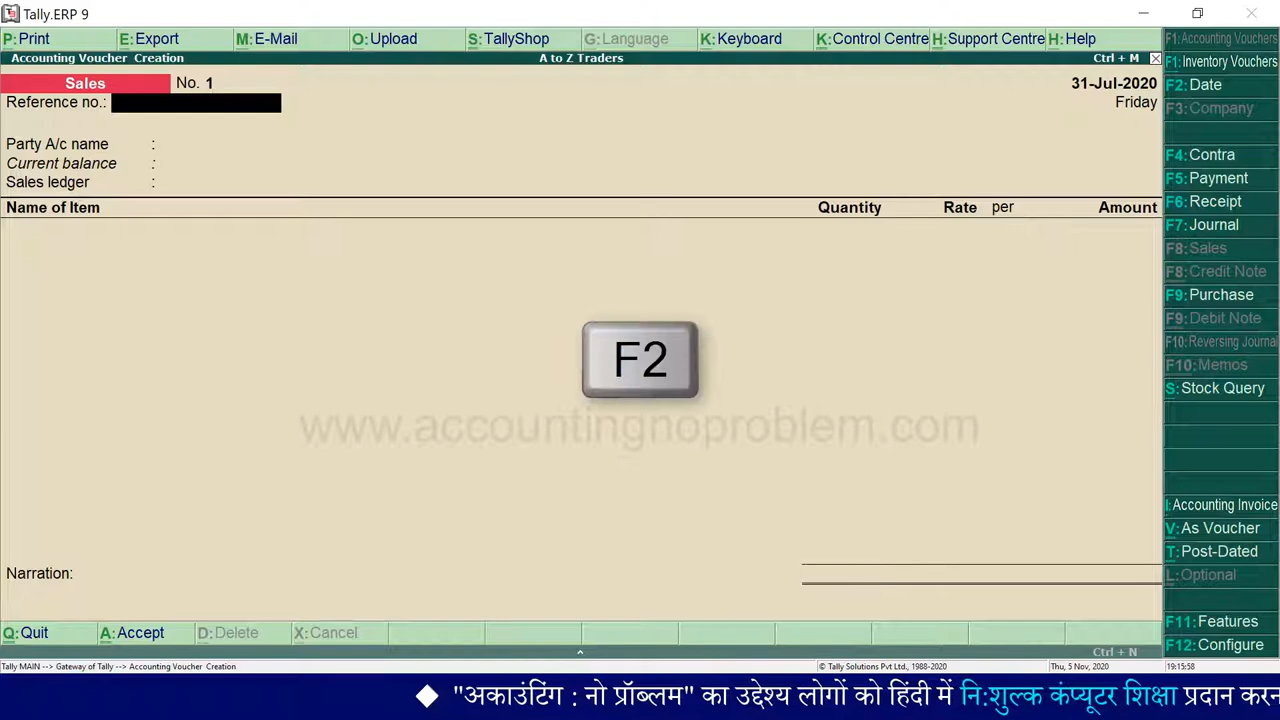 Tally.ERP 9
P: Print E: Export M: E-Mail O: Upload S: TallyShop G: Language K: Keyboard K: Control Centre H: Support Centre H: Help
Accounting Voucher Creation A to Z Traders Ctrl + M
Sales No. 1 31-Jul-2020
Reference no.: Friday
Party A/c name :
Current balance :
Sales ledger :
Name of Item Quantity Rate per Amount
F2
www.accountingnoproblem.com
Narration:
F1: Accounting Vouchers
F1: Inventory Vouchers
F2: Date
F3: Company
F4: Contra
F5: Payment
F6: Receipt
F7: Journal
F8: Sales
F8: Credit Note
F9: Purchase
F9: Debit Note
F10: Reversing Journal
F10: Memos
S: Stock Query
I: Accounting Invoice
V: As Voucher
T: Post-Dated
L: Optional
F11: Features
F12: Configure
Q: Quit A: Accept D: Delete X: Cancel
Ctrl + N
Tally MAIN --> Gateway of Tally --> Accounting Voucher Creation © Tally Solutions Pvt Ltd., 1988-2020 Thu, 5 Nov, 2020 19:15:58
"अकाउंटिंग : नो प्रॉब्लम" का उद्देश्य लोगों को हिंदी में नि:शुल्क कंप्यूटर शिक्षा प्रदान करन